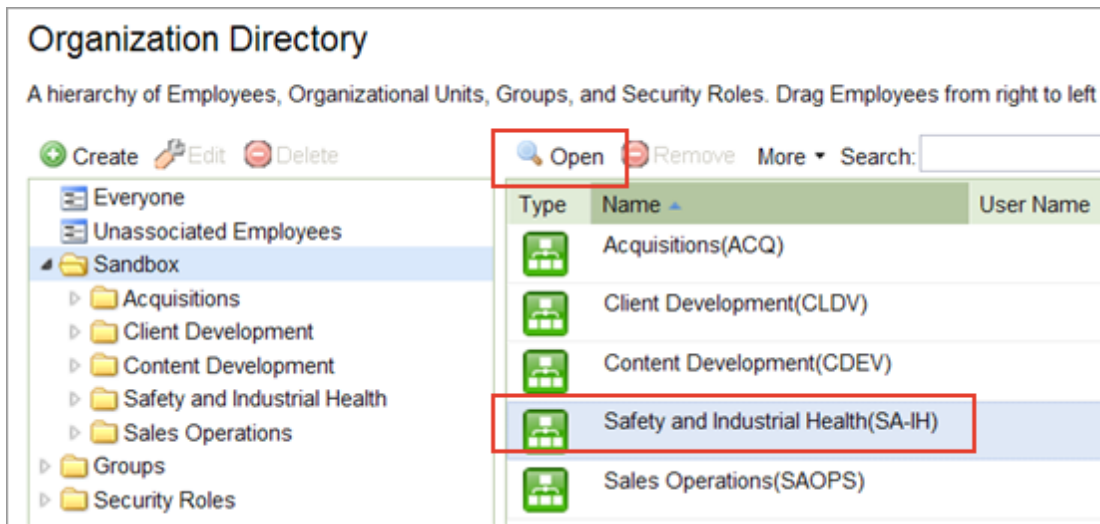 Organization Directory
A hierarchy of Employees, Organizational Units, Groups, and Security Roles. Drag Employees from right to left
Create Edit Delete
Everyone
Unassociated Employees
Sandbox
Acquisitions
Client Development
Content Development
Safety and Industrial Health
Sales Operations
Groups
Security Roles
Open Remove More Search:
Type Name User Name
Acquisitions(ACQ)
Client Development(CLDV)
Content Development(CDEV)
Safety and Industrial Health(SA-IH)
Sales Operations(SAOPS)